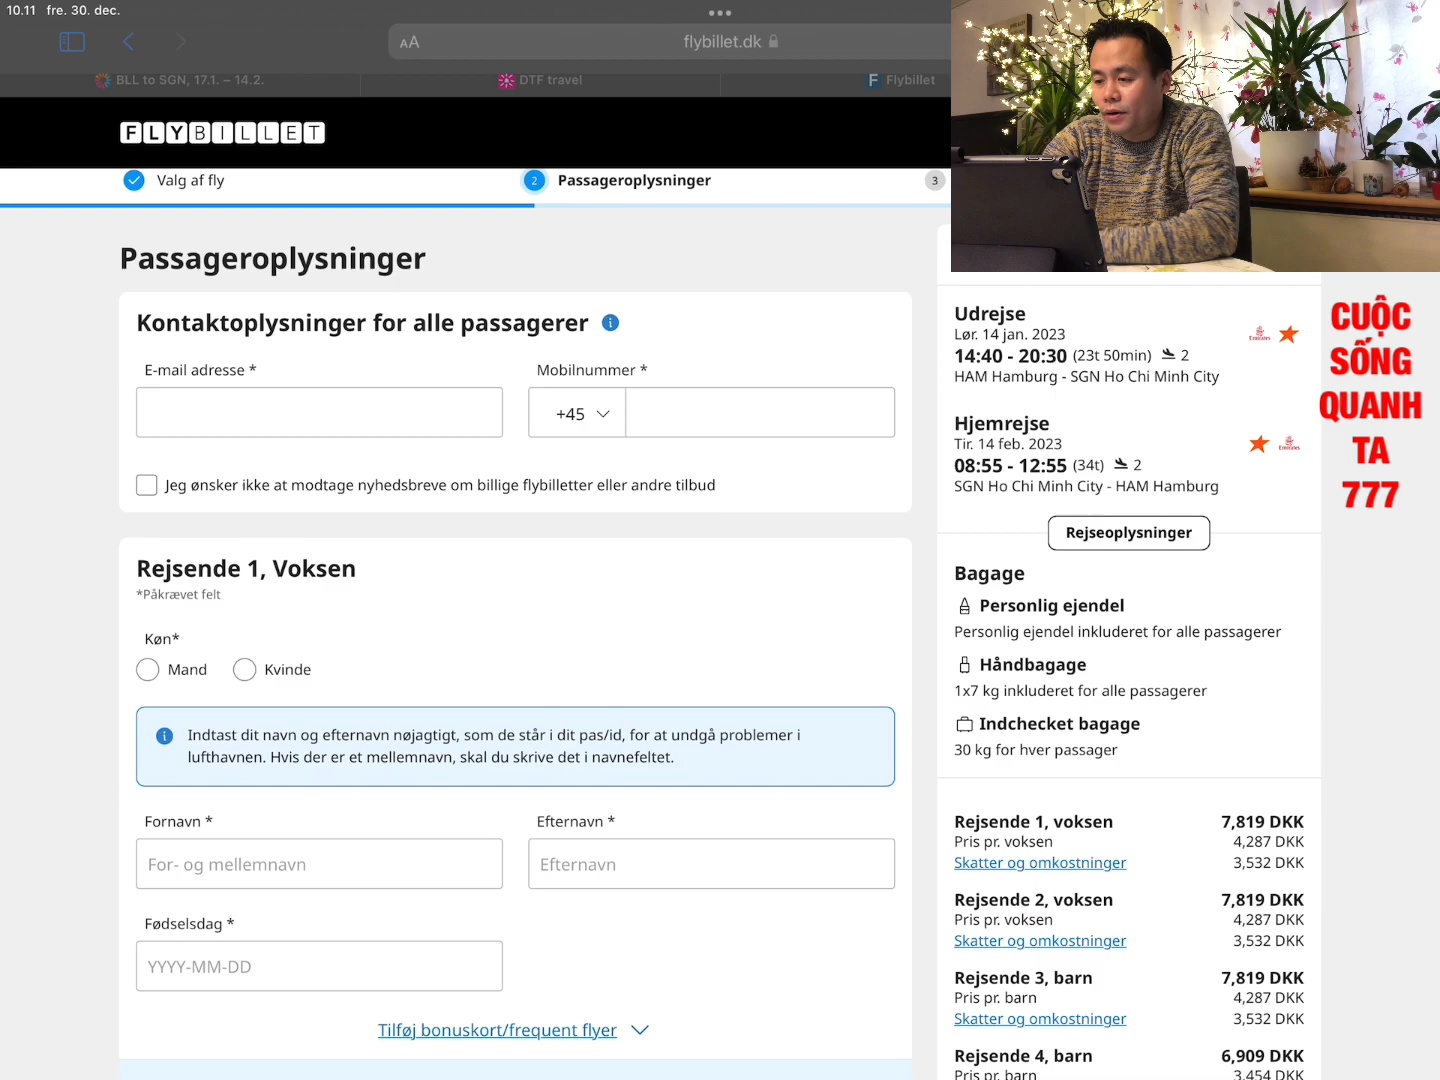 10.11 fre. 30. dec.
AA
flybillet.dk
BLL to SGN, 17.1. – 14.2.
DTF travel
F Flybillet
FLYBILLET
Valg af fly
2 Passageroplysninger
3
Passageroplysninger
Kontaktoplysninger for alle passagerer
E-mail adresse *
Mobilnummer *
+45
Jeg ønsker ikke at modtage nyhedsbreve om billige flybilletter eller andre tilbud
Rejsende 1, Voksen
*Påkrævet felt
Køn*
Mand
Kvinde
Indtast dit navn og efternavn nøjagtigt, som de står i dit pas/id, for at undgå problemer i
lufthavnen. Hvis der er et mellemnavn, skal du skrive det i navnefeltet.
Fornavn *
Efternavn *
For- og mellemnavn
Efternavn
Fødselsdag *
YYYY-MM-DD
Tilføj bonuskort/frequent flyer
Udrejse
Lør. 14 jan. 2023
Emirates
14:40 - 20:30 (23t 50min) 2
HAM Hamburg - SGN Ho Chi Minh City
Hjemrejse
Tir. 14 feb. 2023
Emirates
08:55 - 12:55 (34t) 2
SGN Ho Chi Minh City - HAM Hamburg
Rejseoplysninger
Bagage
Personlig ejendel
Personlig ejendel inkluderet for alle passagerer
Håndbagage
1x7 kg inkluderet for alle passagerer
Indchecket bagage
30 kg for hver passager
Rejsende 1, voksen 7,819 DKK
Pris pr. voksen 4,287 DKK
Skatter og omkostninger 3,532 DKK
Rejsende 2, voksen 7,819 DKK
Pris pr. voksen 4,287 DKK
Skatter og omkostninger 3,532 DKK
Rejsende 3, barn 7,819 DKK
Pris pr. barn 4,287 DKK
Skatter og omkostninger 3,532 DKK
Rejsende 4, barn 6,909 DKK
Pris pr. barn 3,454 DKK
CUỘC
SỐNG
QUANH
TA
777